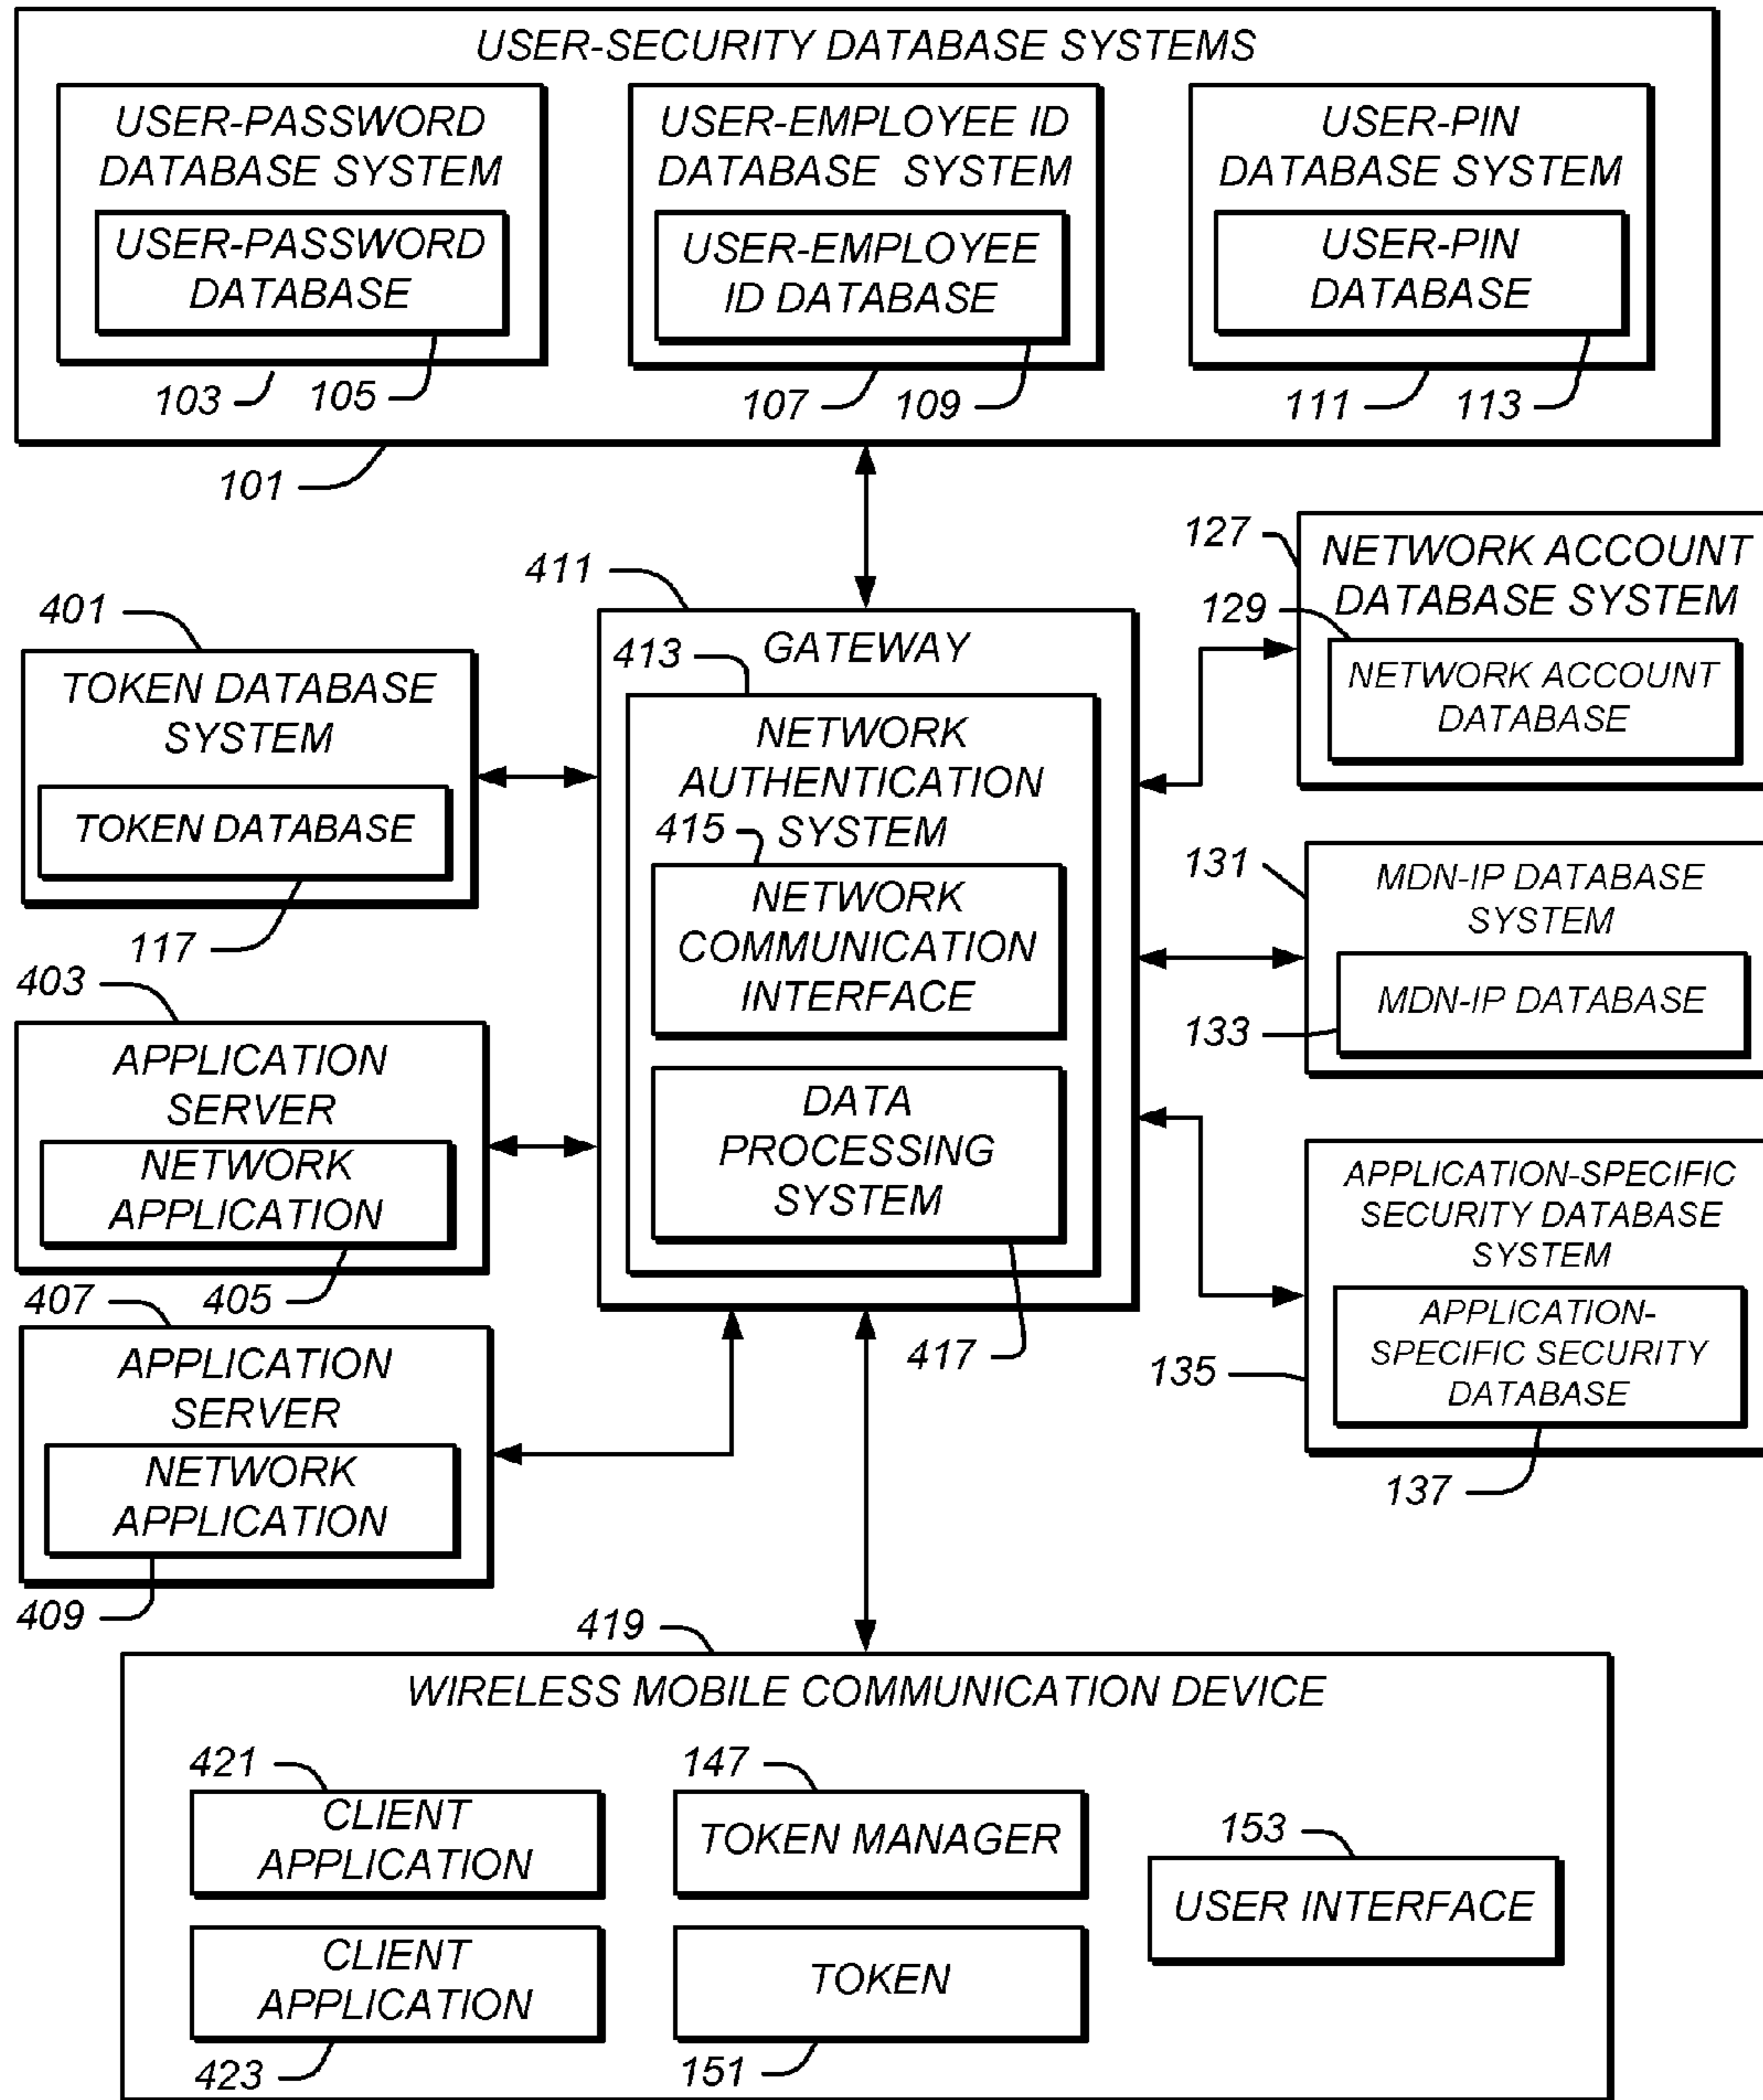 USER-SECURITY DATABASE SYSTEMS
USER-PASSWORD
DATABASE SYSTEM
USER-PASSWORD
DATABASE
103
105
USER-EMPLOYEE ID
DATABASE SYSTEM
USER-EMPLOYEE
ID DATABASE
107
109
USER-PIN
DATABASE SYSTEM
USER-PIN
DATABASE
111
113
101
401
TOKEN DATABASE
SYSTEM
TOKEN DATABASE
117
403
APPLICATION
SERVER
NETWORK
APPLICATION
405
407
APPLICATION
SERVER
NETWORK
APPLICATION
409
411
GATEWAY
413
NETWORK
AUTHENTICATION
SYSTEM
415
NETWORK
COMMUNICATION
INTERFACE
DATA
PROCESSING
SYSTEM
417
127
NETWORK ACCOUNT
DATABASE SYSTEM
129
NETWORK ACCOUNT
DATABASE
131
MDN-IP DATABASE
SYSTEM
MDN-IP DATABASE
133
APPLICATION-SPECIFIC
SECURITY DATABASE
SYSTEM
APPLICATION-
SPECIFIC SECURITY
DATABASE
135
137
419
WIRELESS MOBILE COMMUNICATION DEVICE
421
CLIENT
APPLICATION
CLIENT
APPLICATION
423
147
TOKEN MANAGER
TOKEN
151
153
USER INTERFACE